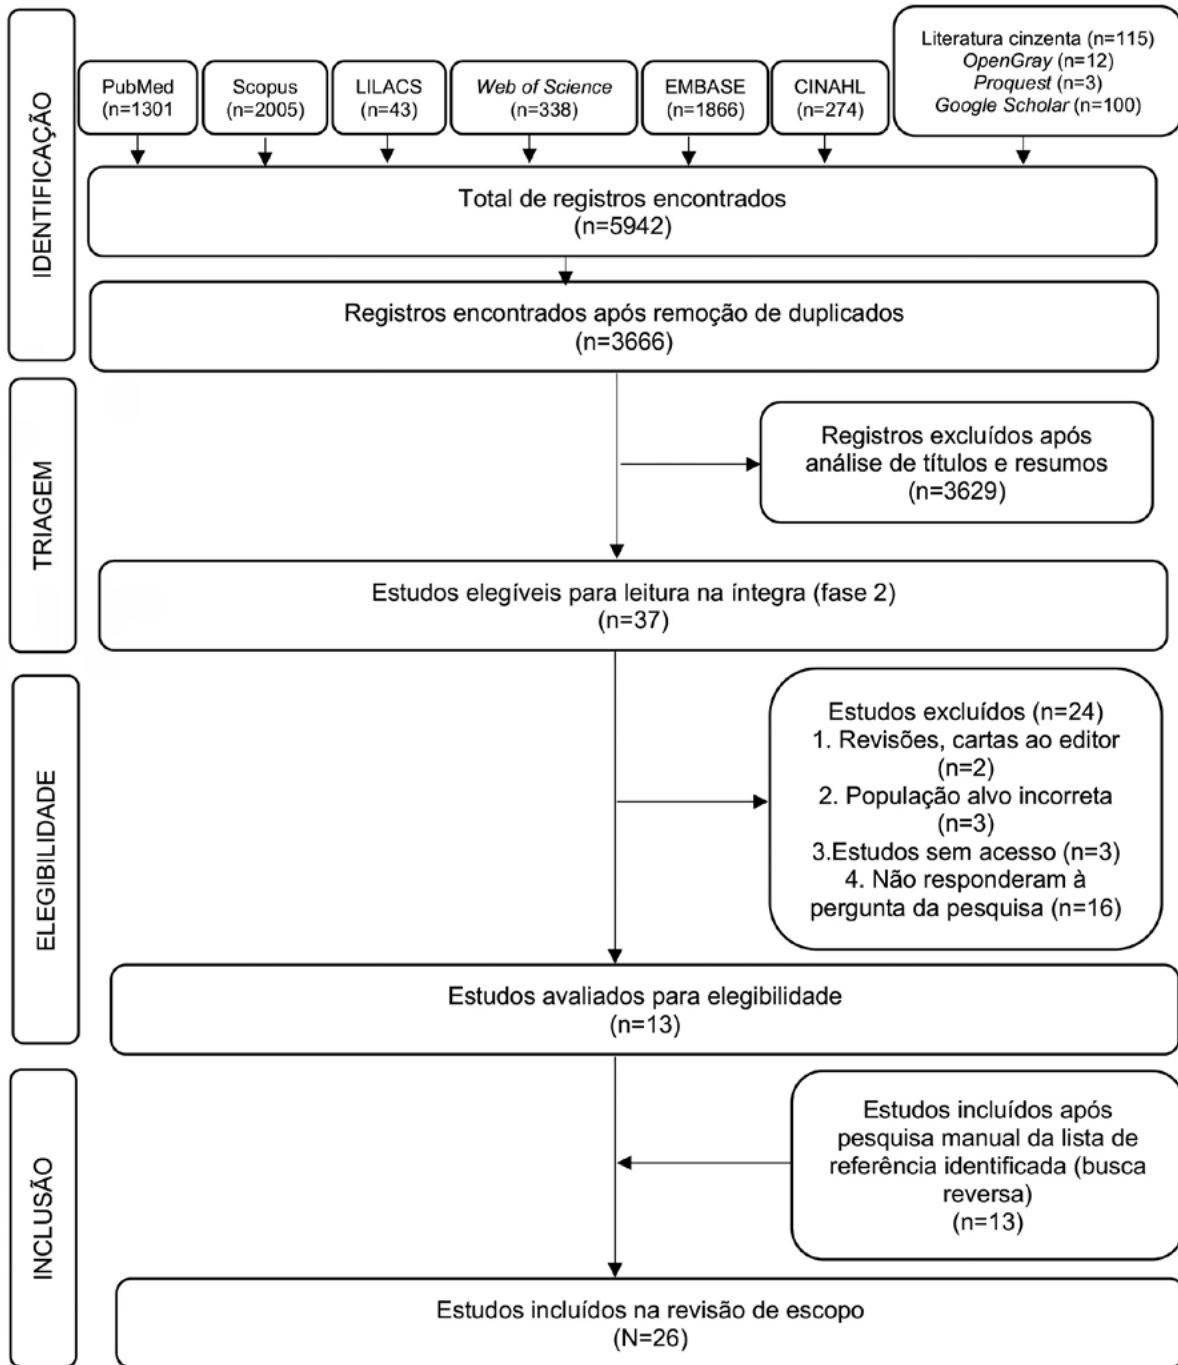 IDENTIFICAÇÃO
PubMed
(n=1301
Scopus
(n=2005)
LILACS
(n=43)
Web of Science
(n=338)
EMBASE
(n=1866)
CINAHL
(n=274)
Literatura cinzenta (n=115)
OpenGray (n=12)
Proquest (n=3)
Google Scholar (n=100)
Total de registros encontrados
(n=5942)
Registros encontrados após remoção de duplicados
(n=3666)
TRIAGEM
Registros excluídos após
análise de títulos e resumos
(n=3629)
Estudos elegíveis para leitura na íntegra (fase 2)
(n=37)
ELEGIBILIDADE
Estudos excluídos (n=24)
1. Revisões, cartas ao editor
(n=2)
2. População alvo incorreta
(n=3)
3.Estudos sem acesso (n=3)
4. Não responderam à
pergunta da pesquisa (n=16)
Estudos avaliados para elegibilidade
(n=13)
INCLUSÃO
Estudos incluídos após
pesquisa manual da lista de
referência identificada (busca
reversa)
(n=13)
Estudos incluídos na revisão de escopo
(N=26)